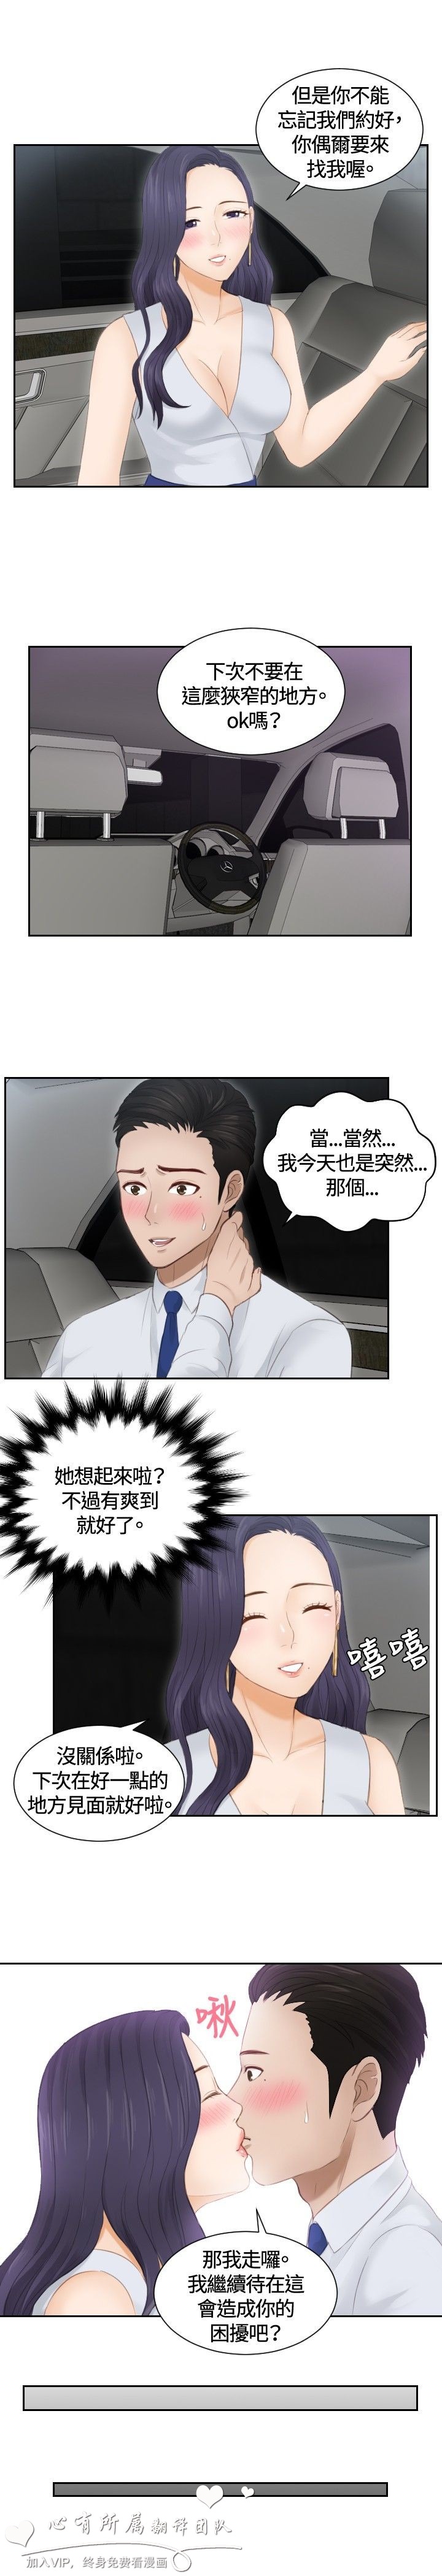 但是你不能
忘記我們約好，
你偶爾要來
找我喔。
下次不要在
這麼狹窄的地方。
ok嗎？
當...當然...
我今天也是突然...
那個...
她想起來啦？
不過有爽到
就好了。
嘻嘻
沒關係啦。
下次在好一點的
地方見面就好啦。
啾
那我走囉。
我繼續待在這
會造成你的
困擾吧？
心有所属翻译团队
加入VIP，终身免费看漫画